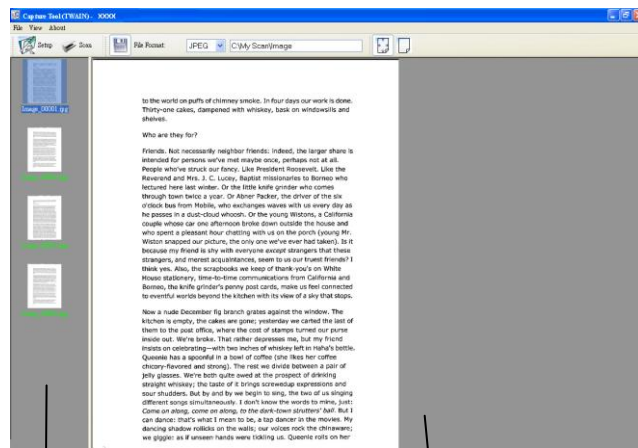 Capture Tool (TWAIN) - XXXX
File View About
Setup Scan File Format: JPEG C:\My Scan\Image
Image_00001.jpg
to the world on puffs of chimney smoke. In four days our work is done.
Thirty-one cakes, dampened with whiskey, bask on windowsills and
shelves.
Who are they for?
Friends. Not necessarily neighbor friends: indeed, the larger share is
intended for persons we've met maybe once, perhaps not at all.
People who've struck our fancy. Like President Roosevelt. Like the
Reverend and Mrs. J. C. Lucey, Baptist missionaries to Borneo who
lectured here last winter. Or the little knife grinder who comes
through town twice a year. Or Abner Packer, the driver of the six
o'clock bus from Mobile, who exchanges waves with us every day as
he passes in a dust-cloud whoosh. Or the young Wistons, a California
couple whose car one afternoon broke down outside the house and
who spent a pleasant hour chatting with us on the porch (young Mr.
Wiston snapped our picture, the only one we've ever had taken). Is it
because my friend is shy with everyone except strangers that these
strangers, and merest acquaintances, seem to us our truest friends? I
think yes. Also, the scrapbooks we keep of thank-you's on White
House stationery, time-to-time communications from California and
Borneo, the knife grinder's penny post cards, make us feel connected
to eventful worlds beyond the kitchen with its view of a sky that stops.
Now a nude December fig branch grates against the window. The
kitchen is empty, the cakes are gone; yesterday we carted the last of
them to the post office, where the cost of stamps turned our purse
inside out. We're broke. That rather depresses me, but my friend
insists on celebrating—with two inches of whiskey left in Haha's bottle.
Queenie has a spoonful in a bowl of coffee (she likes her coffee
chicory-flavored and strong). The rest we divide between a pair of
jelly glasses. We're both quite awed at the prospect of drinking
straight whiskey; the taste of it brings screwedup expressions and
sour shudders. But by and by we begin to sing, the two of us singing
different songs simultaneously. I don't know the words to mine, just:
Come on along, come on along, to the dark-town strutters' ball. But I
can dance: that's what I mean to be, a tap dancer in the movies. My
dancing shadow rollicks on the walls; our voices rock the chinaware;
we giggle: as if unseen hands were tickling us. Queenie rolls on her